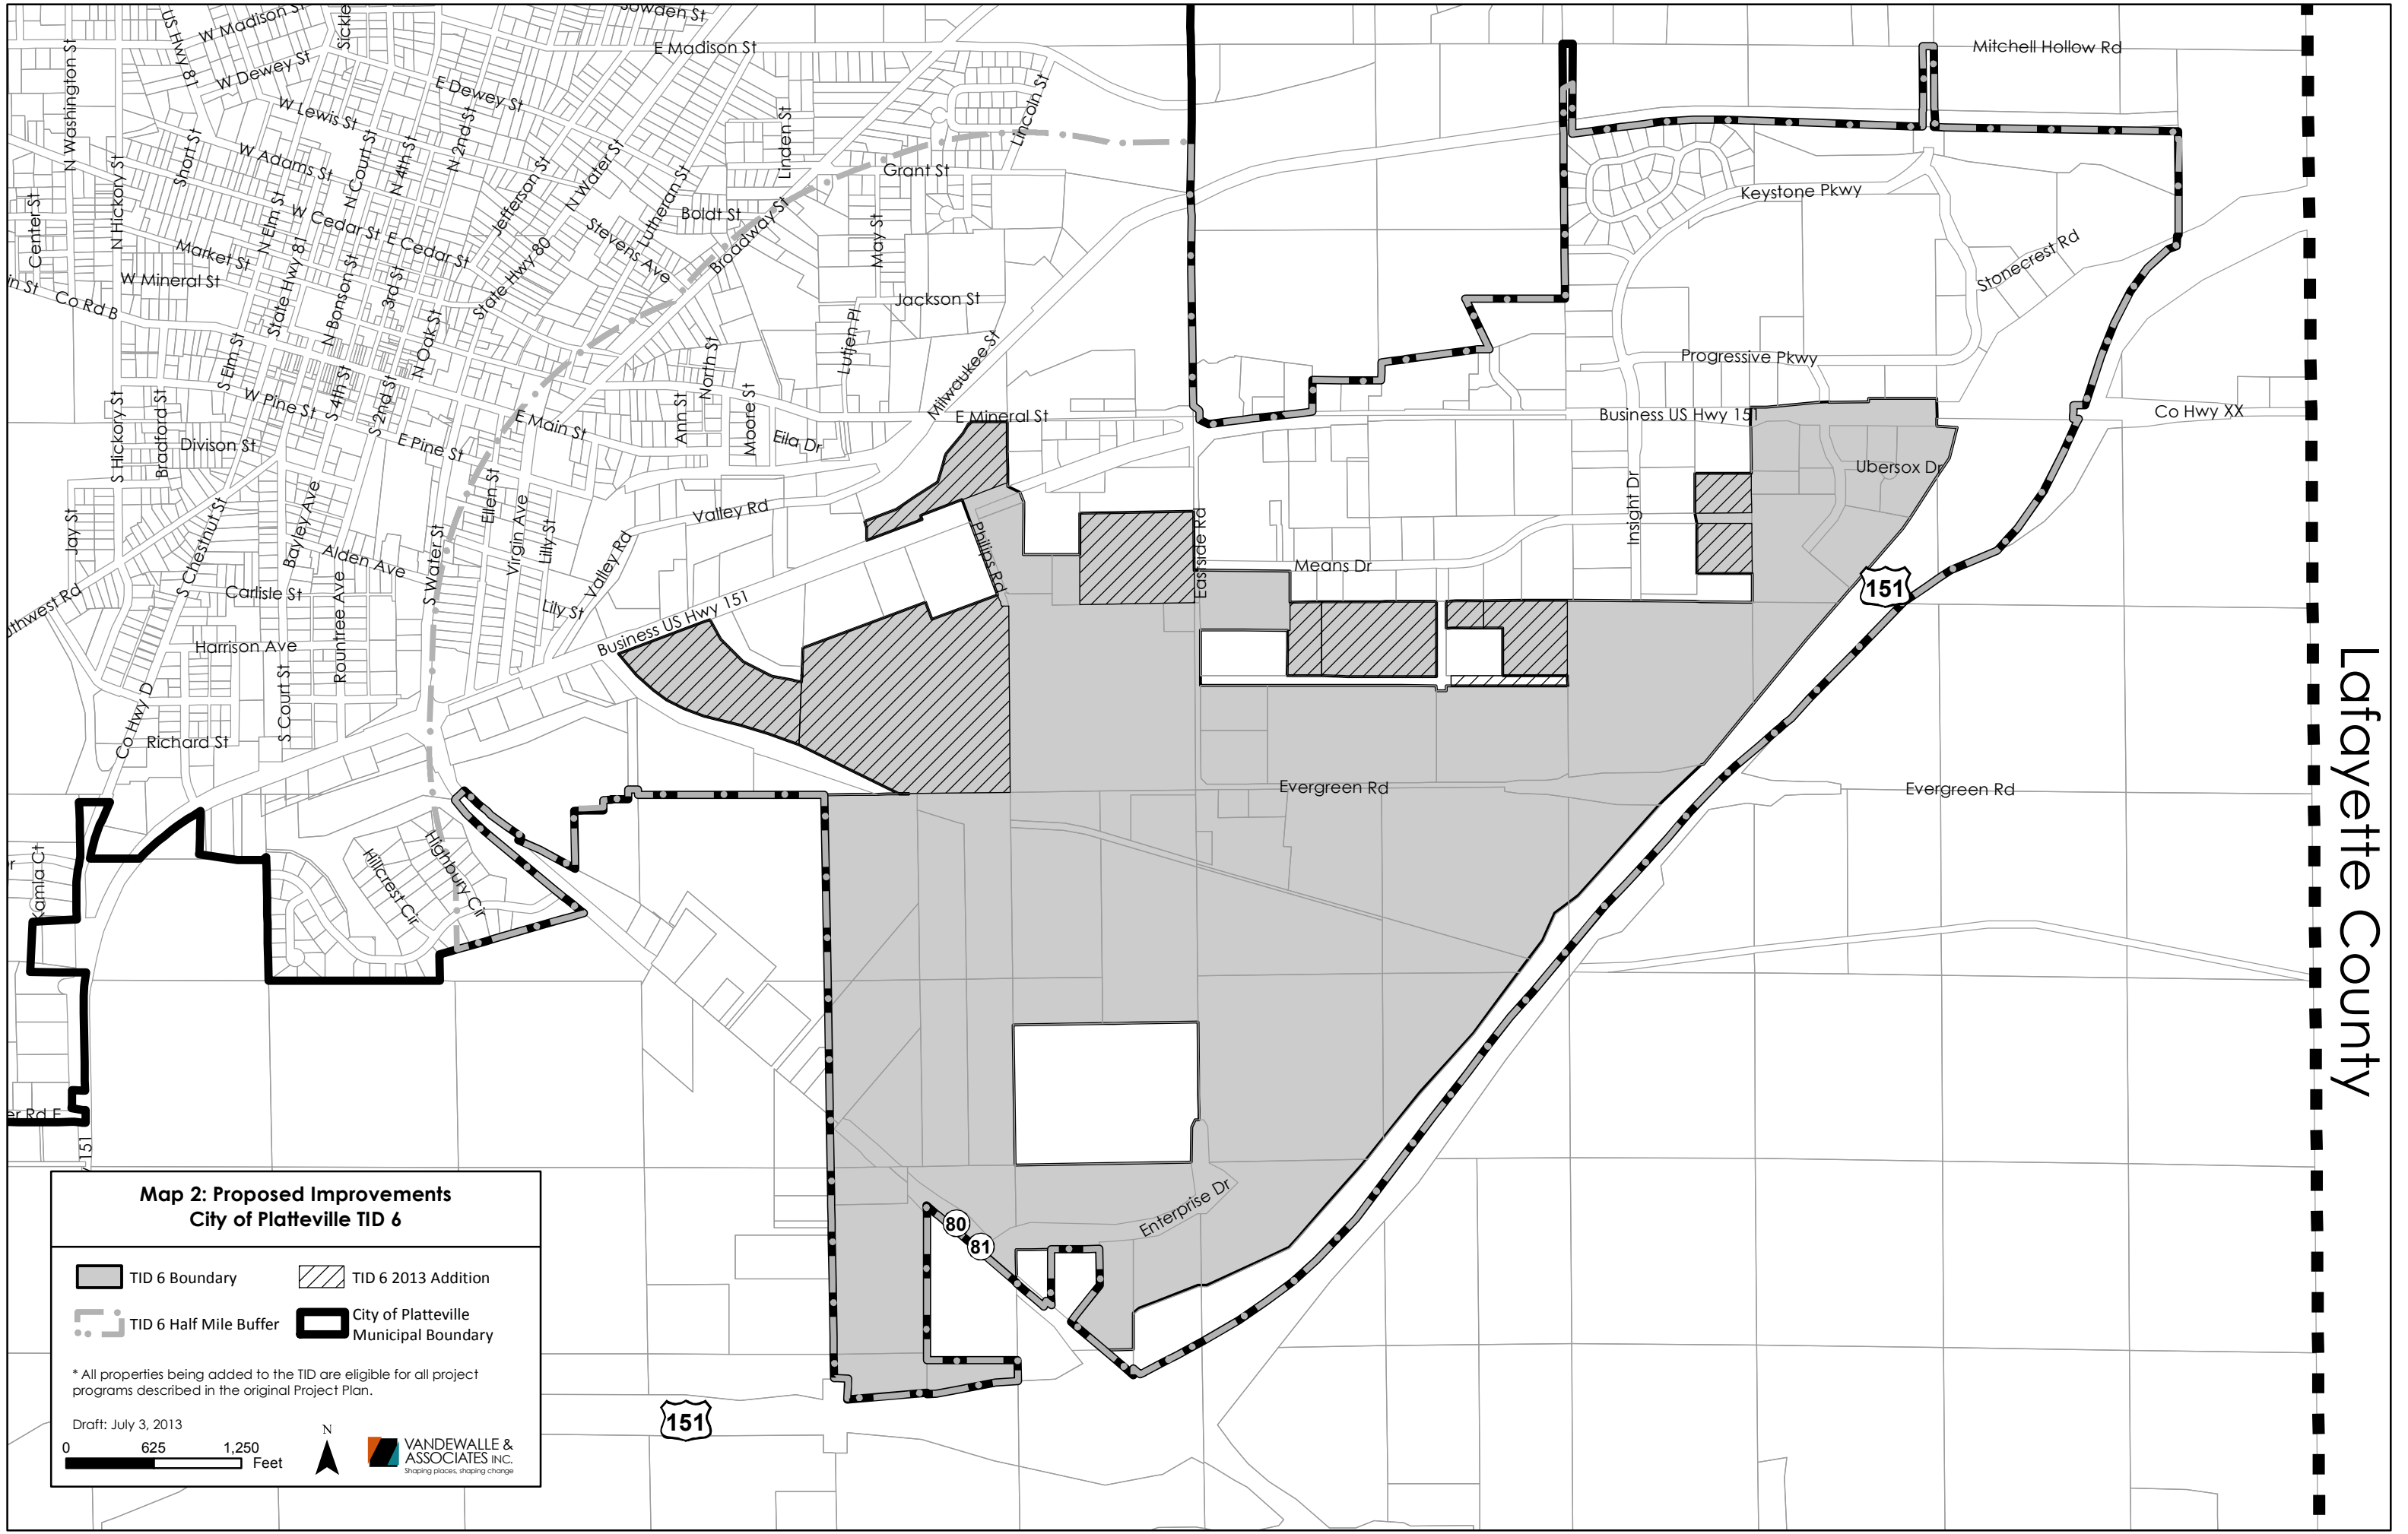 Jowden St
W Madison St
US Hwy 81
Sickle
E Madison St
Mitchell Hollow Rd
N Washington St
W Dewey St
E Dewey St
Lincoln St
W Lewis St
Linden St
Short St
W Adams St
N Court St
N 4th St
N 2nd St
Jefferson St
N Water St
Lutheran St
Grant St
Keystone Pkwy
Center St
N Hickory St
N Elm St
W Cedar St
E Cedar St
Stevens Ave
Boldt St
Broadway St
May St
Stonecrest Rd
Market St
W Mineral St
State Hwy 81
N Bonson St
3rd St
State Hwy 80
Jackson St
in St
Co Rd B
N Oak St
Lutjen Pl
Milwaukee St
Progressive Pkwy
S Elm St
North St
W Pine St
S 4th St
S 2nd St
E Main St
Ann St
Moore St
E Mineral St
Business US Hwy 151
Co Hwy XX
S Hickory St
Bradford St
Divison St
E Pine St
Eila Dr
Ubersox Dr
Jay St
S Chestnut St
Bayley Ave
Ellen St
Virgin Ave
Lilly St
Valley Rd
Philips Rd
Eastside Rd
Insight Dr
Alden Ave
S Water St
Valley Rd
Means Dr
151
uthwest Rd
Carlisle St
Rountree Ave
Lily St
Business US Hwy 151
Harrison Ave
S Court St
Co Hwy D
Richard St
Lafayette County
Evergreen Rd
Evergreen Rd
Kamla Ct
Hillcrest Cir
Highbury Cir
er Rd E
151
Enterprise Dr
80
81
151
Map 2: Proposed Improvements
City of Platteville TID 6
TID 6 Boundary
TID 6 2013 Addition
TID 6 Half Mile Buffer
City of Platteville
Municipal Boundary
* All properties being added to the TID are eligible for all project
programs described in the original Project Plan.
Draft: July 3, 2013
0 625 1,250
Feet
N
VANDEWALLE &
ASSOCIATES INC.
Shaping places, shaping change